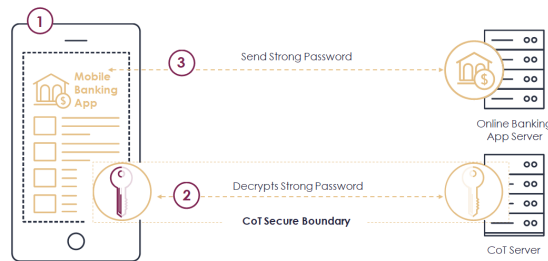 1
Mobile
Banking
App
$
3
Send Strong Password
$
Online Banking
App Server
2
Decrypts Strong Password
CoT Secure Boundary
CoT Server